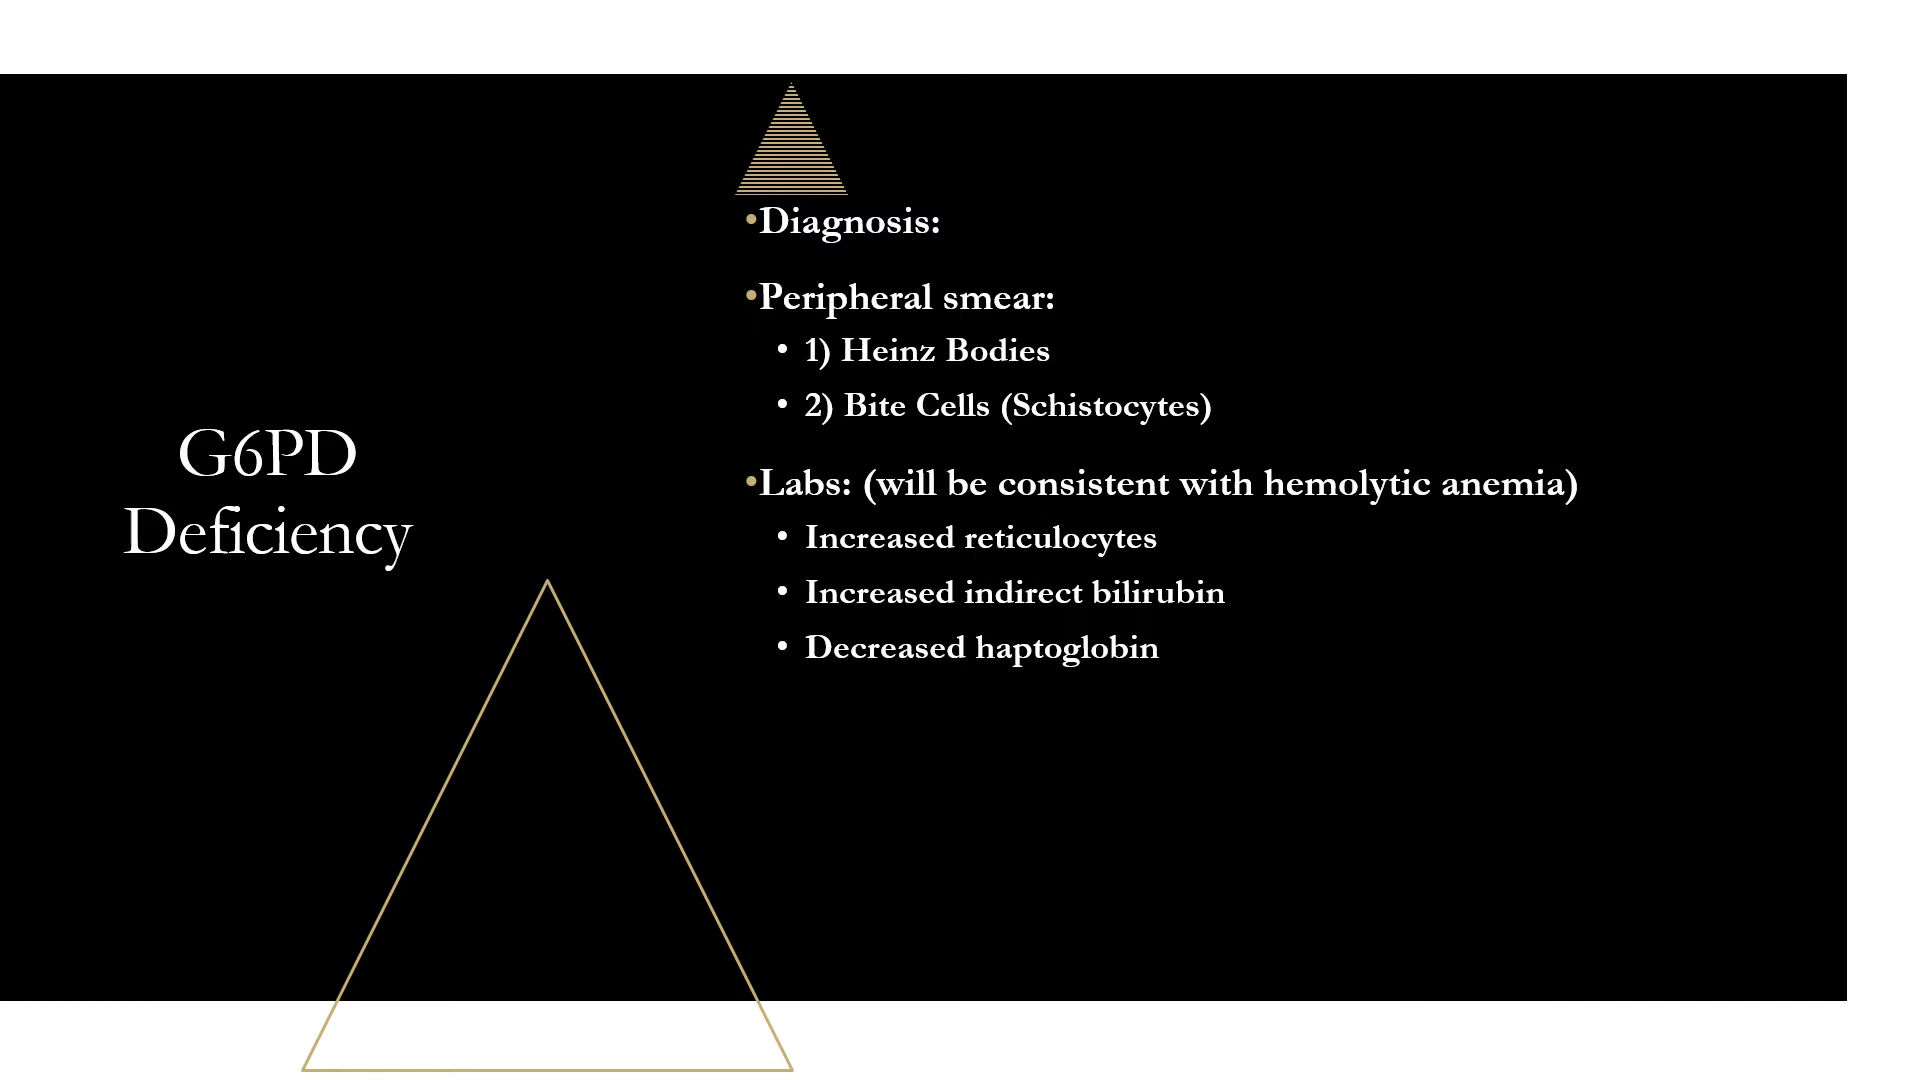 G6PD
Deficiency
•Diagnosis:
•Peripheral smear:
• 1) Heinz Bodies
• 2) Bite Cells (Schistocytes)
•Labs: (will be consistent with hemolytic anemia)
• Increased reticulocytes
• Increased indirect bilirubin
• Decreased haptoglobin